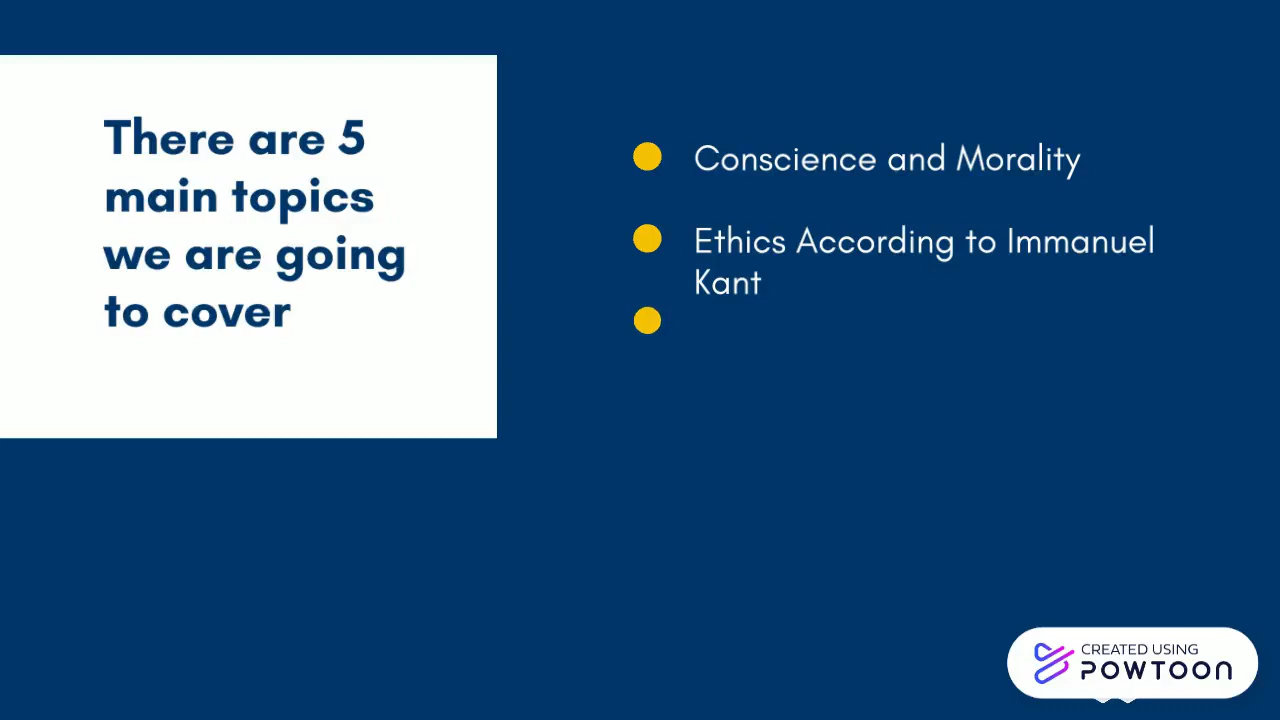 There are 5
main topics
we are going
to cover
Conscience and Morality
Ethics According to Immanuel
Kant
CREATED USING
POWTOON